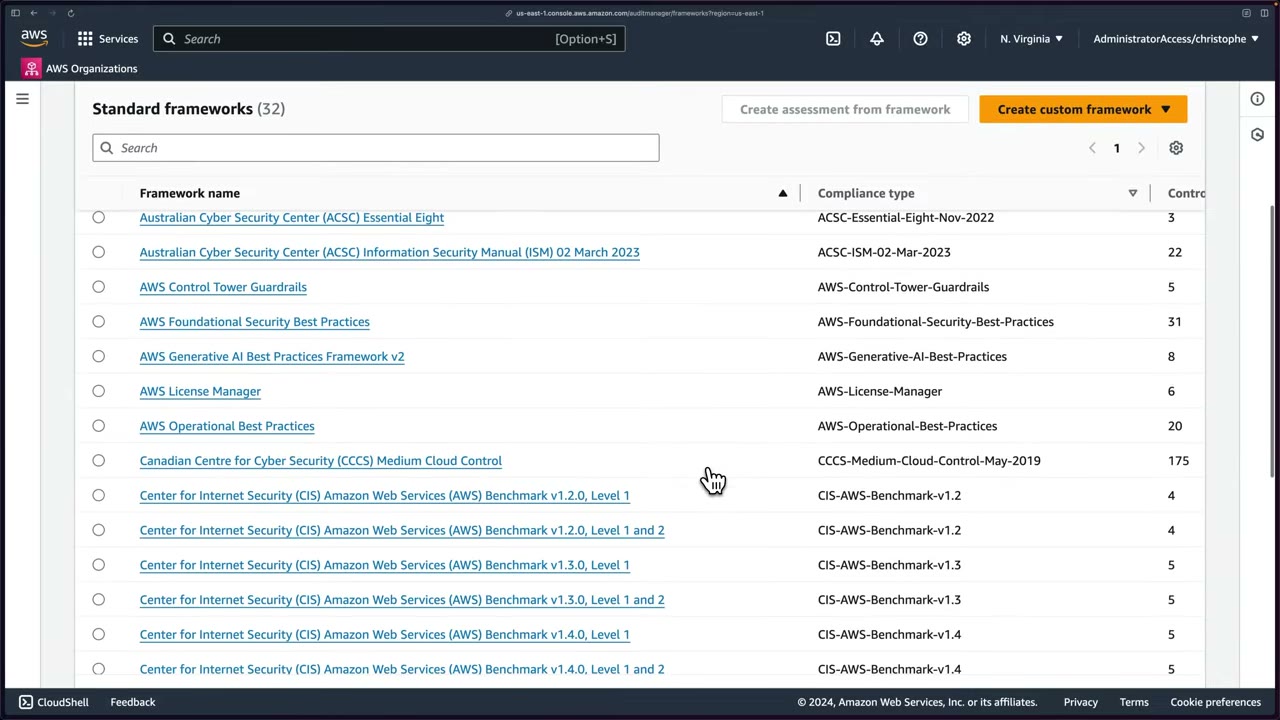 us-east-1.console.aws.amazon.com/auditmanager/frameworks?region=us-east-1
aws Services Search [Option+S] N. Virginia ▼ AdministratorAccess/christophe ▼
AWS Organizations
Standard frameworks (32) Create assessment from framework Create custom framework ▼
Search 1
Framework name Compliance type Contro
Australian Cyber Security Center (ACSC) Essential Eight ACSC-Essential-Eight-Nov-2022 3
Australian Cyber Security Center (ACSC) Information Security Manual (ISM) 02 March 2023 ACSC-ISM-02-Mar-2023 22
AWS Control Tower Guardrails AWS-Control-Tower-Guardrails 5
AWS Foundational Security Best Practices AWS-Foundational-Security-Best-Practices 31
AWS Generative AI Best Practices Framework v2 AWS-Generative-AI-Best-Practices 8
AWS License Manager AWS-License-Manager 6
AWS Operational Best Practices AWS-Operational-Best-Practices 20
Canadian Centre for Cyber Security (CCCS) Medium Cloud Control CCCS-Medium-Cloud-Control-May-2019 175
Center for Internet Security (CIS) Amazon Web Services (AWS) Benchmark v1.2.0, Level 1 CIS-AWS-Benchmark-v1.2 4
Center for Internet Security (CIS) Amazon Web Services (AWS) Benchmark v1.2.0, Level 1 and 2 CIS-AWS-Benchmark-v1.2 4
Center for Internet Security (CIS) Amazon Web Services (AWS) Benchmark v1.3.0, Level 1 CIS-AWS-Benchmark-v1.3 5
Center for Internet Security (CIS) Amazon Web Services (AWS) Benchmark v1.3.0, Level 1 and 2 CIS-AWS-Benchmark-v1.3 5
Center for Internet Security (CIS) Amazon Web Services (AWS) Benchmark v1.4.0, Level 1 CIS-AWS-Benchmark-v1.4 5
Center for Internet Security (CIS) Amazon Web Services (AWS) Benchmark v1.4.0, Level 1 and 2 CIS-AWS-Benchmark-v1.4 5
CloudShell Feedback © 2024, Amazon Web Services, Inc. or its affiliates. Privacy Terms Cookie preferences